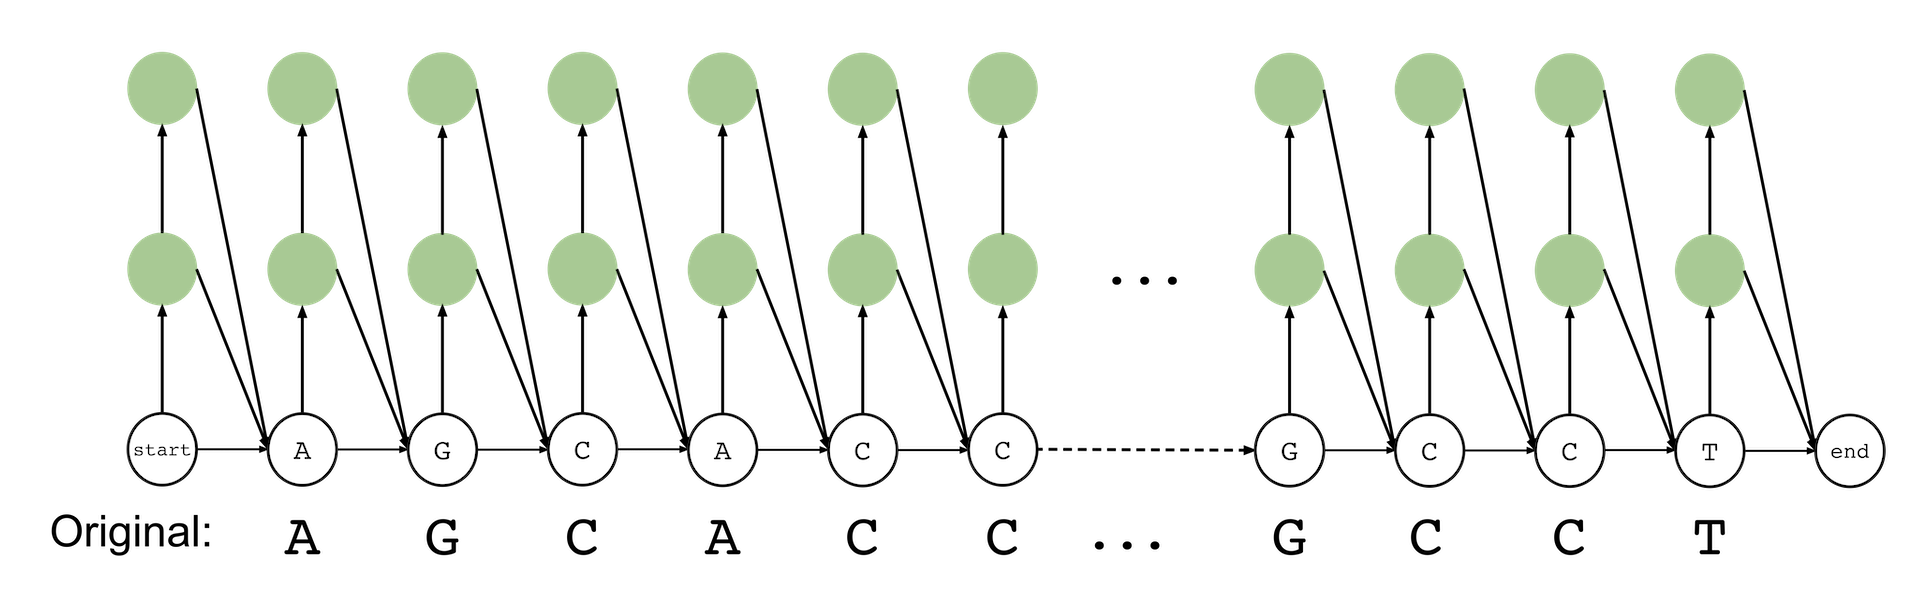 ...
start A G C A C C G C C T end
Original: A G C A C C ... G C C T